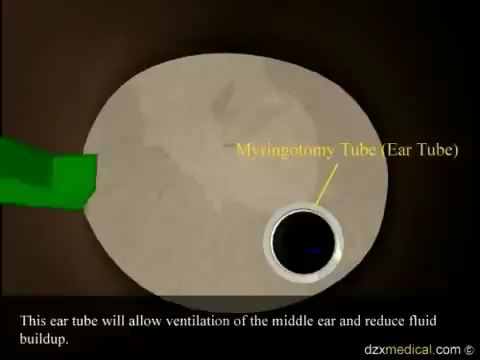 Myringotomy Tube (Ear Tube)
This ear tube will allow ventilation of the middle ear and reduce fluid
buildup.
dzxmedical.com ©